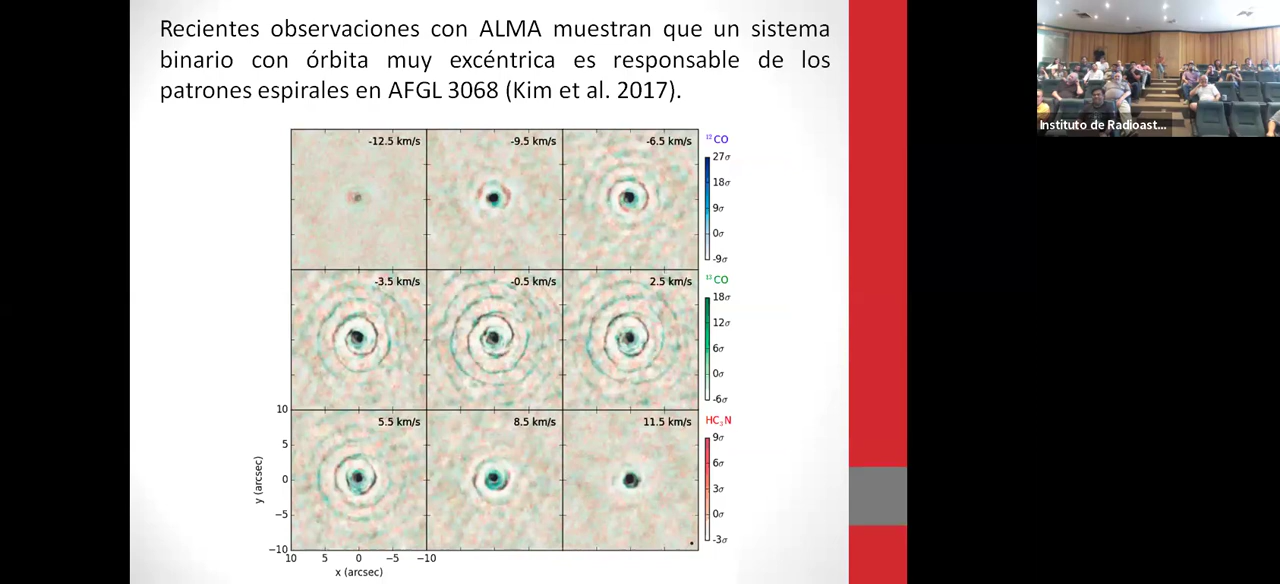 Recientes observaciones con ALMA muestran que un sistema
binario con órbita muy excéntrica es responsable de los
patrones espirales en AFGL 3068 (Kim et al. 2017).
Instituto de Radioast...
-12.5 km/s
-9.5 km/s
-6.5 km/s
¹²CO
27σ
18σ
9σ
0σ
-9σ
-3.5 km/s
-0.5 km/s
2.5 km/s
¹³CO
18σ
12σ
6σ
0σ
-6σ
5.5 km/s
8.5 km/s
11.5 km/s
HC₃N
9σ
6σ
3σ
0σ
-3σ
10
5
0
−5
−10
y (arcsec)
10 5 0 −5 −10
x (arcsec)